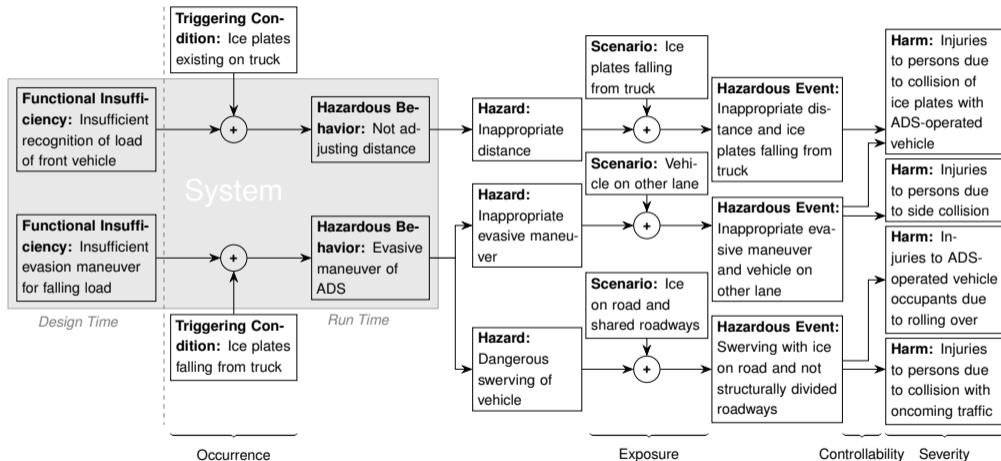 Triggering Con-
dition: Ice plates
existing on truck
Functional Insuffi-
ciency: Insufficient
recognition of load
of front vehicle
+
Hazardous Be-
havior: Not ad-
justing distance
System
Functional Insuffi-
ciency: Insufficient
evasion maneuver
for falling load
+
Hazardous Be-
havior: Evasive
maneuver of
ADS
Design Time
Run Time
Triggering Con-
dition: Ice plates
falling from truck
Hazard:
Inappropriate
distance
Scenario: Ice
plates falling
from truck
+
Hazardous Event:
Inappropriate dis-
tance and ice
plates falling from
truck
Harm: Injuries
to persons due
to collision of
ice plates with
ADS-operated
vehicle
Hazard:
Inappropriate
evasive maneu-
ver
Scenario: Vehi-
cle on other lane
+
Hazardous Event:
Inappropriate eva-
sive maneuver
and vehicle on
other lane
Harm: Injuries
to persons due
to side collision
Harm: In-
juries to ADS-
operated vehicle
occupants due
to rolling over
Hazard:
Dangerous
swerving of
vehicle
Scenario: Ice
on road and
shared roadways
+
Hazardous Event:
Swerving with ice
on road and not
structurally divided
roadways
Harm: Injuries
to persons due
to collision with
oncoming traffic
Occurrence
Exposure
Controllability
Severity